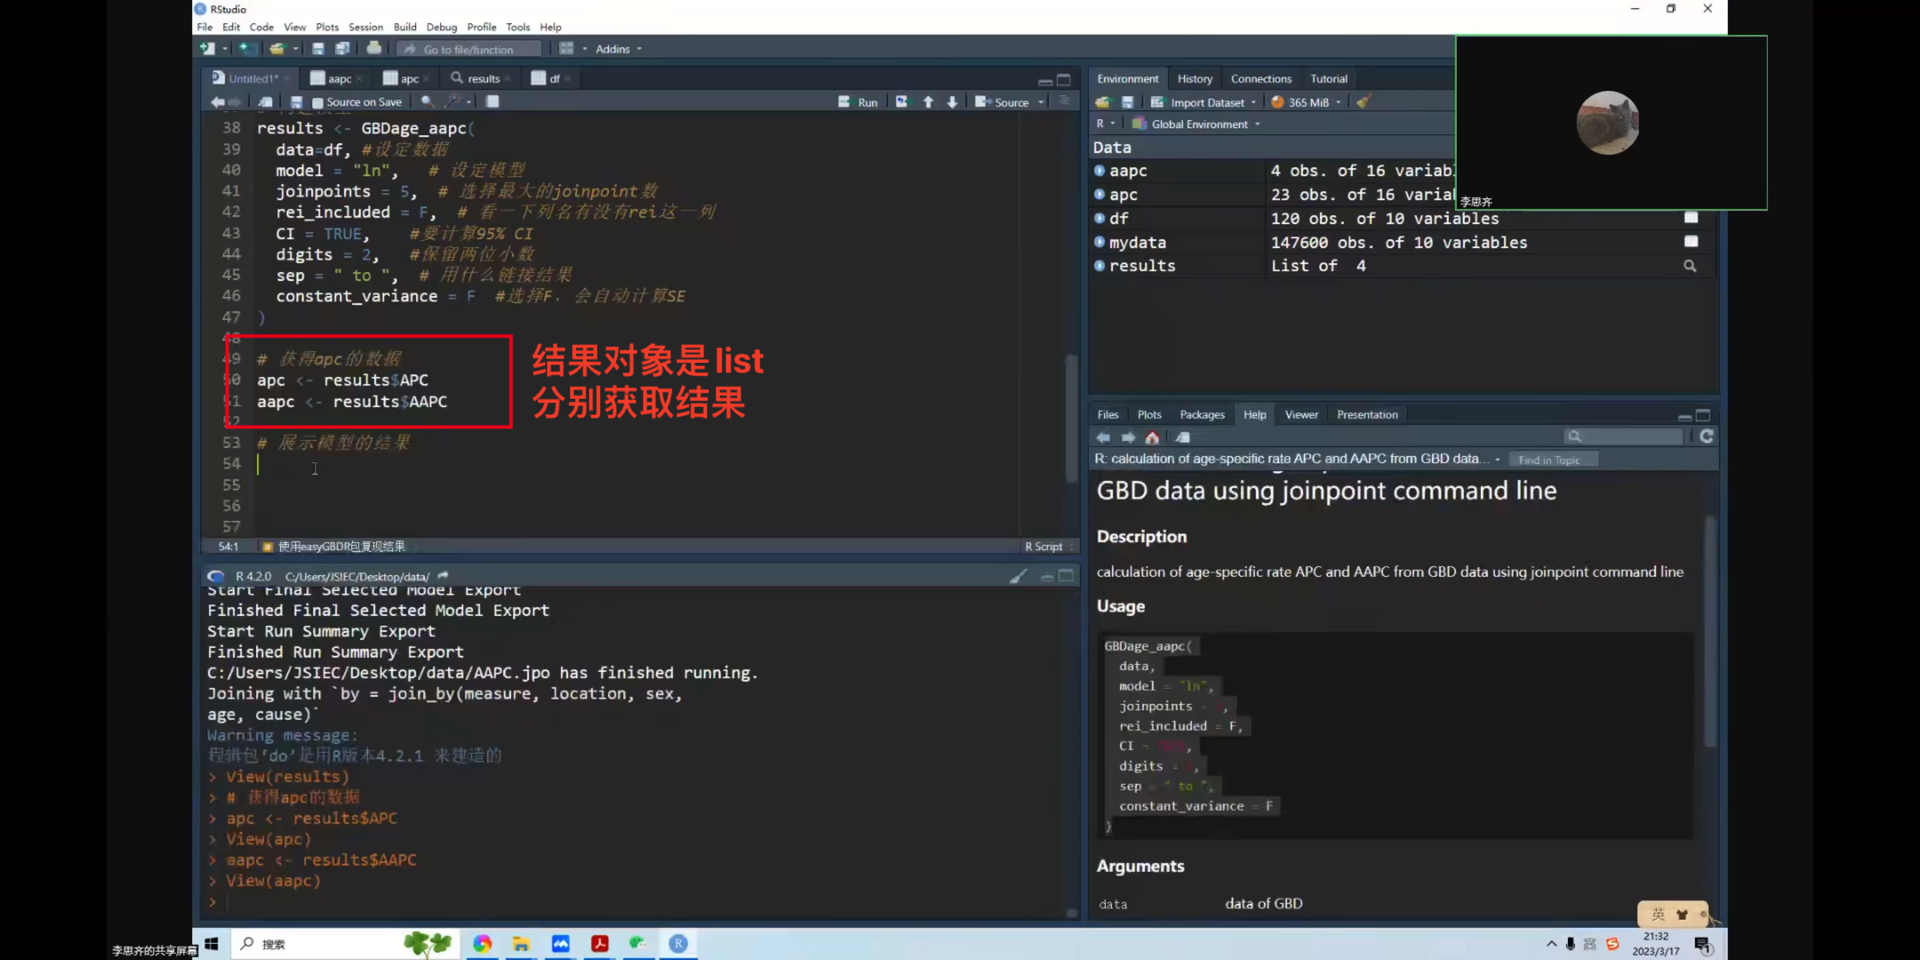 RStudio
File Edit Code View Plots Session Build Debug Profile Tools Help
Go to file/function Addins
Untitled1* aapc apc results df
Source on Save Run Source
38 results <- GBDage_aapc(
39 data=df, #设定数据
40 model = "ln", # 设定模型
41 joinpoints = 5, # 选择最大的joinpoint数
42 rei_included = F, # 看一下列名有没有rei这一列
43 CI = TRUE, #要计算95% CI
44 digits = 2, #保留两位小数
45 sep = " to ", # 用什么链接结果
46 constant_variance = F #选择F，会自动计算SE
47 )
48
49 # 获得apc的数据
50 apc <- results$APC
51 aapc <- results$AAPC
52
53 # 展示模型的结果
54
55
56
57
结果对象是list
分别获取结果
54:1 使用easyGBDR包复现结果 R Script
R 4.2.0 C:/Users/JSIEC/Desktop/data/
Start Final Selected Model Export
Finished Final Selected Model Export
Start Run Summary Export
Finished Run Summary Export
C:/Users/JSIEC/Desktop/data/AAPC.jpo has finished running.
Joining with `by = join_by(measure, location, sex,
age, cause)`
Warning message:
程辑包‘do’是用R版本4.2.1 来建造的
> View(results)
> # 获得apc的数据
> apc <- results$APC
> View(apc)
> aapc <- results$AAPC
> View(aapc)
>
Environment History Connections Tutorial
Import Dataset 365 MiB
R Global Environment
Data
aapc 4 obs. of 16 variab
apc 23 obs. of 16 varia
df 120 obs. of 10 variables
mydata 147600 obs. of 10 variables
results List of 4
李思齐
Files Plots Packages Help Viewer Presentation
R: calculation of age-specific rate APC and AAPC from GBD data... Find in Topic
GBD data using joinpoint command line
Description
calculation of age-specific rate APC and AAPC from GBD data using joinpoint command line
Usage
GBDage_aapc(
data,
model = "ln",
joinpoints = ,
rei_included = F,
CI = ,
digits = ,
sep = " to ",
constant_variance = F
)
Arguments
data data of GBD
英
李思齐的共享屏幕
搜索
英
21:32
2023/3/17